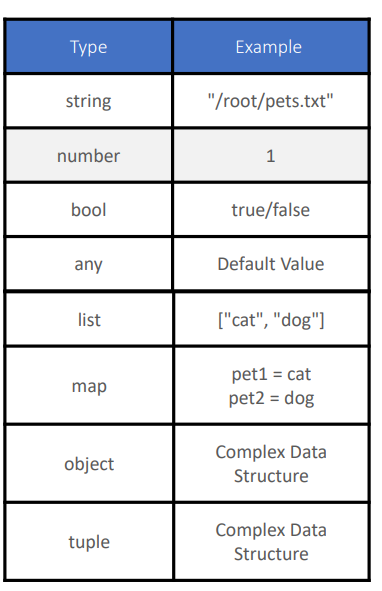 Type Example
string "/root/pets.txt"
number 1
bool true/false
any Default Value
list ["cat", "dog"]
map pet1 = cat
pet2 = dog
object Complex Data
Structure
tuple Complex Data
Structure